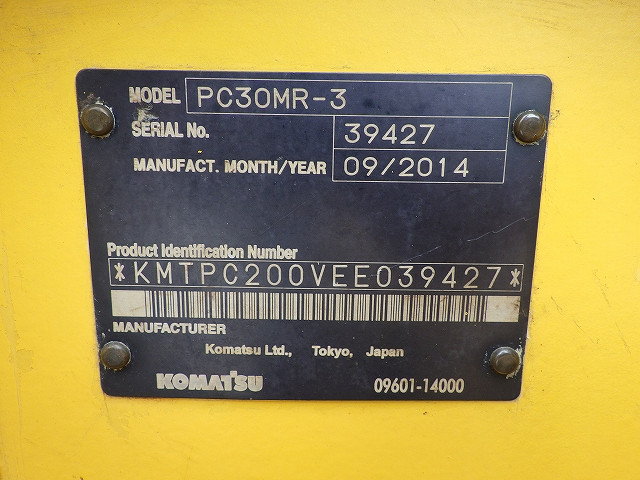 MODEL PC30MR-3
SERIAL No. 39427
MANUFACT. MONTH/YEAR 09/2014
Product Identification Number
*KMTPC200VEE039427*
MANUFACTURER
Komatsu Ltd., Tokyo, Japan
KOMATSU 09601-14000